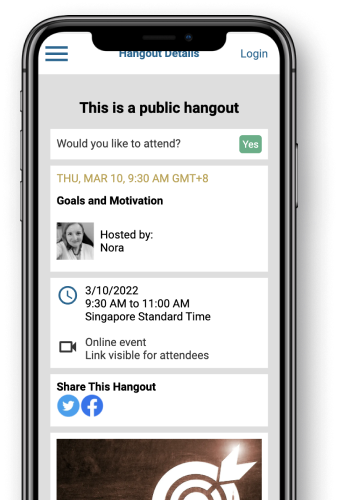 Hangout Details
Login
This is a public hangout
Would you like to attend?
Yes
THU, MAR 10, 9:30 AM GMT+8
Goals and Motivation
Hosted by:
Nora
3/10/2022
9:30 AM to 11:00 AM
Singapore Standard Time
Online event
Link visible for attendees
Share This Hangout